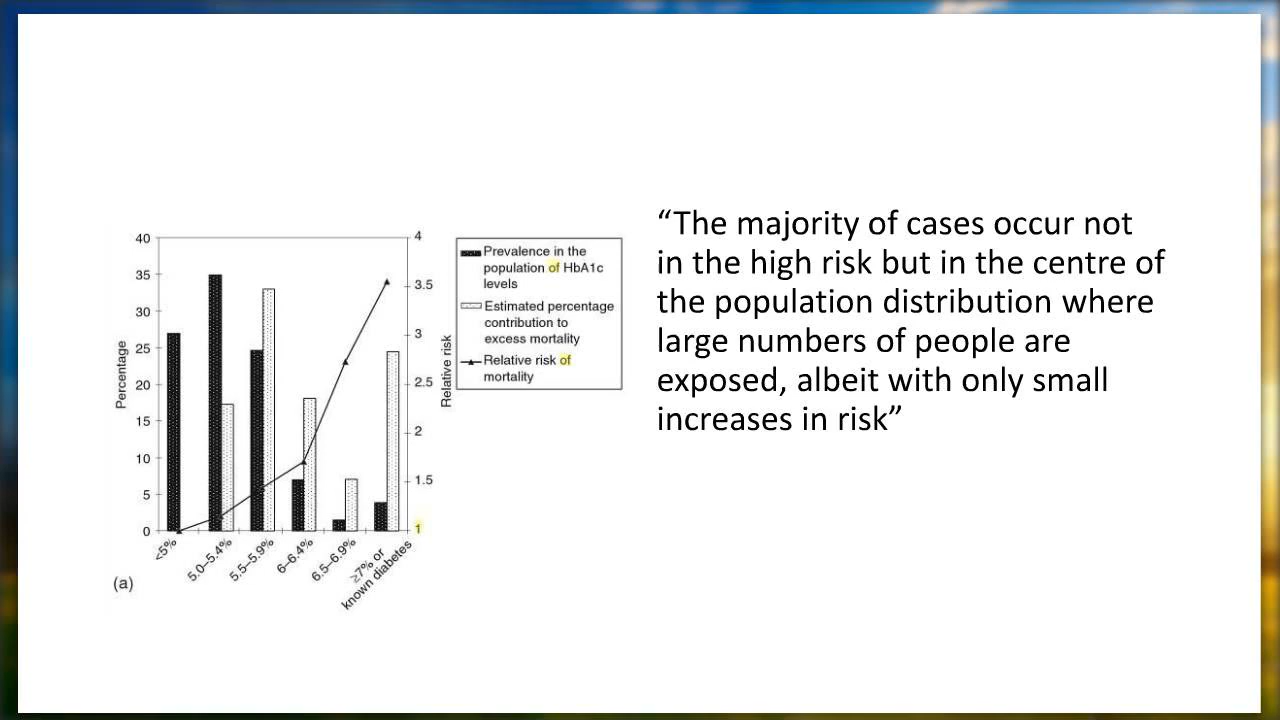 “The majority of cases occur not
in the high risk but in the centre of
the population distribution where
large numbers of people are
exposed, albeit with only small
increases in risk”
40
35
30
25
20
15
10
5
0
Percentage
4
3.5
3
2.5
2
1.5
1
Relative risk
<5%
5.0–5.4%
5.5–5.9%
6–6.4%
6.5–6.9%
≥7% or
known diabetes
Prevalence in the
population of HbA1c
levels
Estimated percentage
contribution to
excess mortality
Relative risk of
mortality
(a)